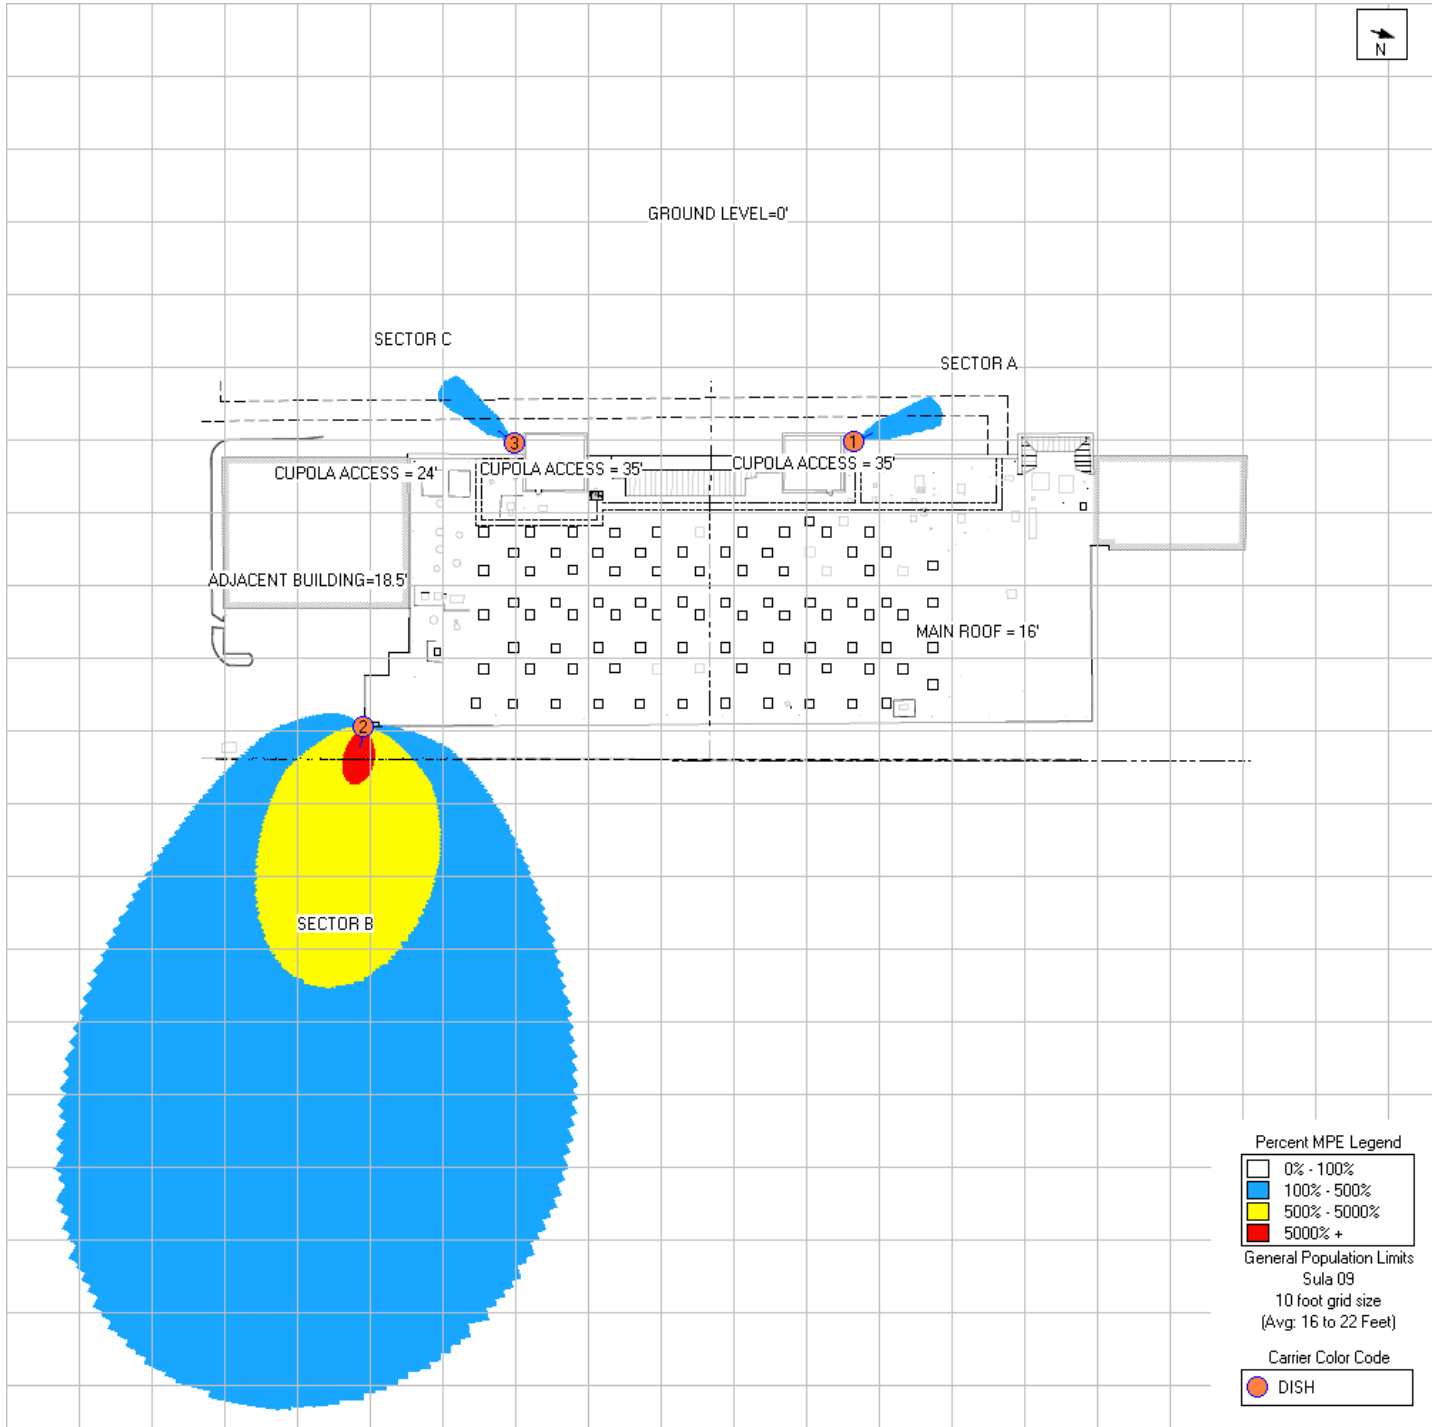 N
GROUND LEVEL=0'
SECTOR C
SECTOR A
3
1
CUPOLA ACCESS = 24'
CUPOLA ACCESS = 35'
CUPOLA ACCESS = 35'
ADJACENT BUILDING=18.5'
MAIN ROOF = 16'
2
SECTOR B
Percent MPE Legend
0% - 100%
100% - 500%
500% - 5000%
5000% +
General Population Limits
Sula 09
10 foot grid size
(Avg: 16 to 22 Feet)
Carrier Color Code
DISH